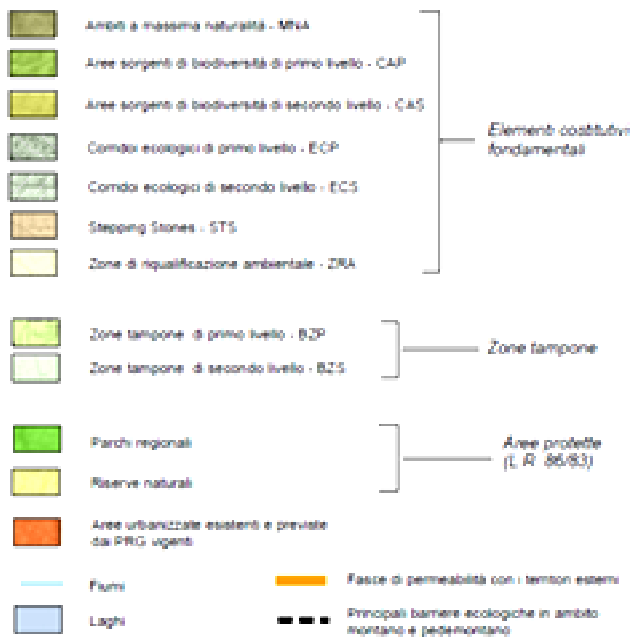 Ambiti a massima naturalità - MNA
Aree sorgenti di biodiversità di primo livello - CAP
Aree sorgenti di biodiversità di secondo livello - CAS
Corridoi ecologici di primo livello - ECP
Corridoi ecologici di secondo livello - ECS
Stepping Stones - STS
Zone di riqualificazione ambientale - ZRA
Elementi costitutivi
fondamentali
Zone tampone di primo livello - BZP
Zone tampone di secondo livello - BZS
Zone tampone
Parchi regionali
Riserve naturali
Aree protette
(L.R. 86/83)
Aree urbanizzate esistenti e previste
dai PRG vigenti
Fiumi
Laghi
Fasce di permeabilità con i territori esterni
Principali barriere ecologiche in ambito
montano e pedemontano